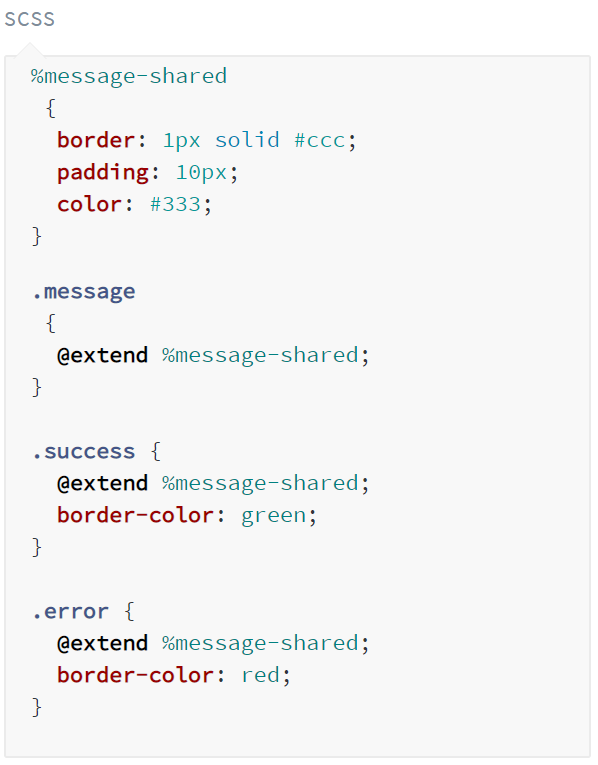 SCSS
%message-shared
{
border: 1px solid #ccc;
padding: 10px;
color: #333;
}
.message
{
@extend %message-shared;
}
.success {
@extend %message-shared;
border-color: green;
}
.error {
@extend %message-shared;
border-color: red;
}